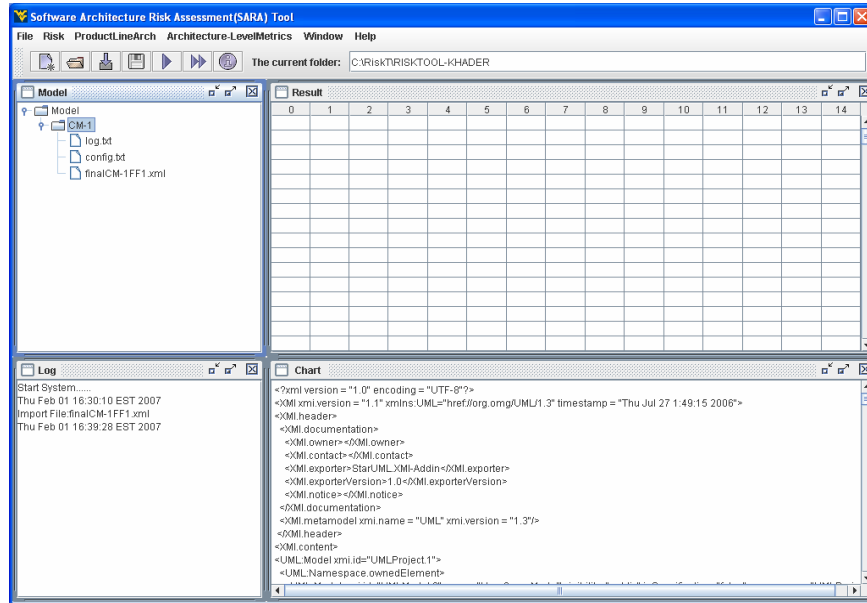 Software Architecture Risk Assessment(SARA) Tool
File Risk ProductLineArch Architecture-LevelMetrics Window Help
The current folder: C:\RiskT\RISKTOOL-KHADER
Model
Model
CM-1
log.txt
config.txt
finalCM-1FF1.xml
Result
0 1 2 3 4 5 6 7 8 9 10 11 12 13 14
Log
Start System......
Thu Feb 01 16:30:10 EST 2007
Import File:finalCM-1FF1.xml
Thu Feb 01 16:39:28 EST 2007
Chart
<?xml version = "1.0" encoding = "UTF-8"?>
<XMI xmi.version = "1.1" xmlns:UML="href://org.omg/UML/1.3" timestamp = "Thu Jul 27 1:49:15 2006">
<XMI.header>
<XMI.documentation>
<XMI.owner></XMI.owner>
<XMI.contact></XMI.contact>
<XMI.exporter>StarUML.XMI-Addin</XMI.exporter>
<XMI.exporterVersion>1.0</XMI.exporterVersion>
<XMI.notice></XMI.notice>
</XMI.documentation>
<XMI.metamodel xmi.name = "UML" xmi.version = "1.3"/>
</XMI.header>
<XMI.content>
<UML:Model xmi.id="UMLProject.1">
<UML:Namespace.ownedElement>